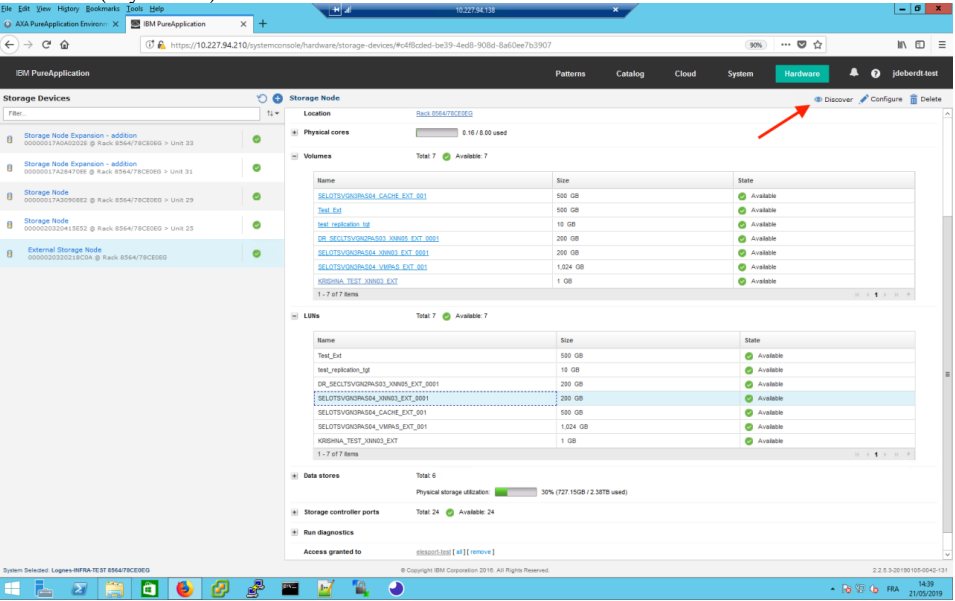 File Edit View History Bookmarks Tools Help
10.227.94.138
AXA PureApplication Environm
IBM PureApplication
https://10.227.94.210/systemconsole/hardware/storage-devices/#c4f8cded-be39-4ed8-908d-8a60ee7b3907
90%
IBM PureApplication
Patterns Catalog Cloud System Hardware jdeberdt-test
Storage Devices
Filter...
Storage Node Expansion - addition
00000017A0A02026 @ Rack 8564/78CE0EG > Unit 33
Storage Node Expansion - addition
00000017A28470EE @ Rack 8564/78CE0EG > Unit 31
Storage Node
00000017A30908E2 @ Rack 8564/78CE0EG > Unit 29
Storage Node
0000020320415E52 @ Rack 8564/78CE0EG > Unit 25
External Storage Node
0000020320218C0A @ Rack 8564/78CE0EG
Storage Node
Discover Configure Delete
Location Rack 8564/78CE0EG
Physical cores 0.16 / 8.00 used
Volumes Total: 7 Available: 7
Name Size State
SELOTSVGN3PAS04_CACHE_EXT_001 500 GB Available
Test_Ext 500 GB Available
test_replication_tgt 10 GB Available
DR_SECLTSVGN2PAS03_XNN05_EXT_0001 200 GB Available
SELOTSVGN3PAS04_XNN03_EXT_0001 200 GB Available
SELOTSVGN3PAS04_VMPAS_EXT_001 1,024 GB Available
KRISHNA_TEST_XNN03_EXT 1 GB Available
1 - 7 of 7 items 1
LUNs Total: 7 Available: 7
Name Size State
Test_Ext 500 GB Available
test_replication_tgt 10 GB Available
DR_SECLTSVGN2PAS03_XNN05_EXT_0001 200 GB Available
SELOTSVGN3PAS04_XNN03_EXT_0001 200 GB Available
SELOTSVGN3PAS04_CACHE_EXT_001 500 GB Available
SELOTSVGN3PAS04_VMPAS_EXT_001 1,024 GB Available
KRISHNA_TEST_XNN03_EXT 1 GB Available
1 - 7 of 7 items 1
Data stores Total: 6
Physical storage utilization: 30% (727.15GB / 2.38TB used)
Storage controller ports Total: 24 Available: 24
Run diagnostics
Access granted to elesport-test [ all ] [ remove ]
System Selected: Lognes-INFRA-TEST 8564/78CE0EG
© Copyright IBM Corporation 2016. All Rights Reserved.
2.2.5.3-20190105-0042-131
FRA 14:39
21/05/2019